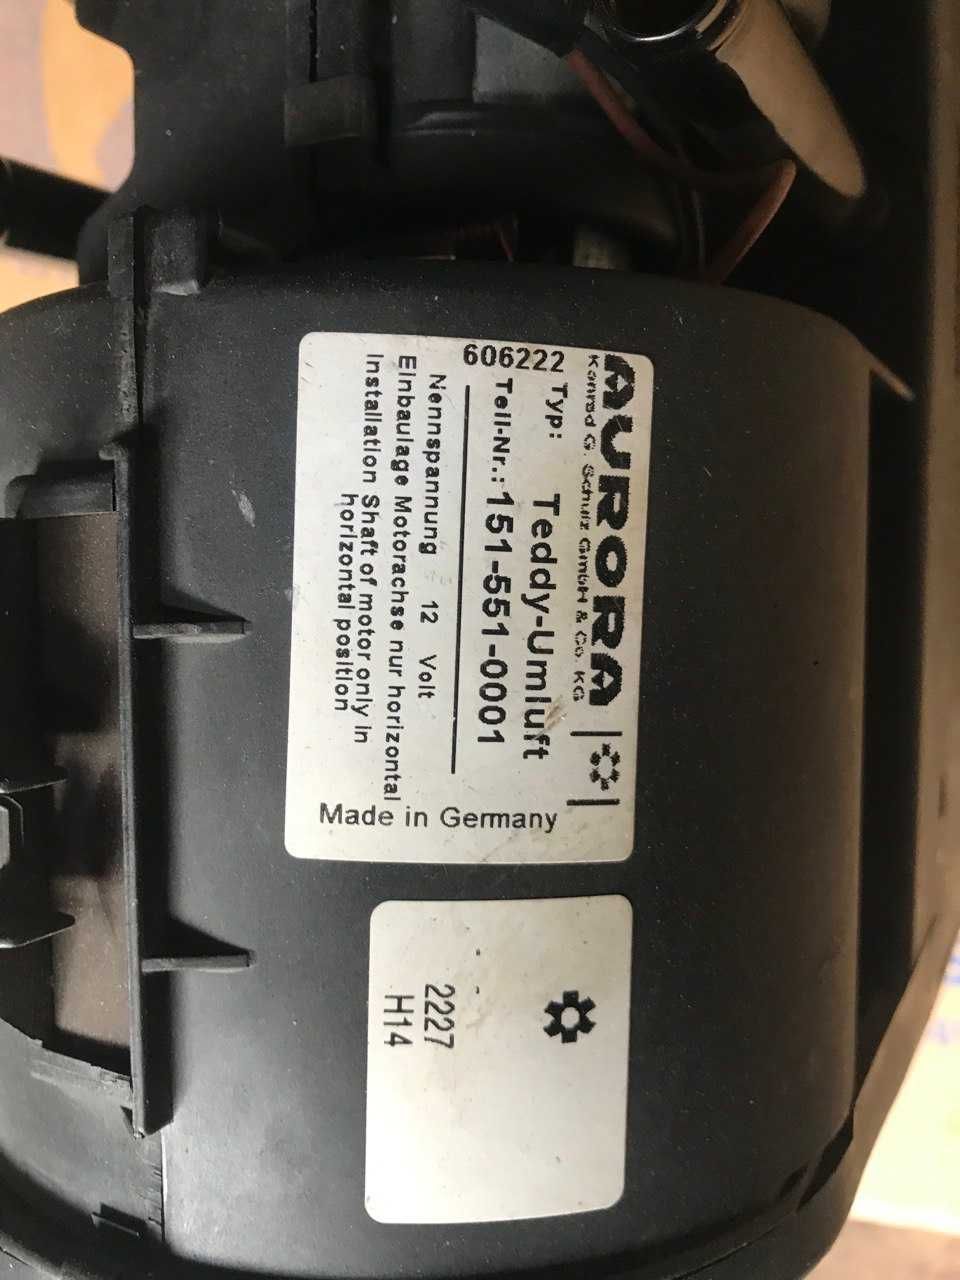 AURORA
Konrad G. Schulz GmbH & Co. KG
606222
Typ: Teddy-Umluft
Teil-Nr.: 151-551-0001
Nennspannung 12 Volt
Einbaulage Motorachse nur horizontal
Installation Shaft of motor only in
horizontal position
Made in Germany
2227
H14